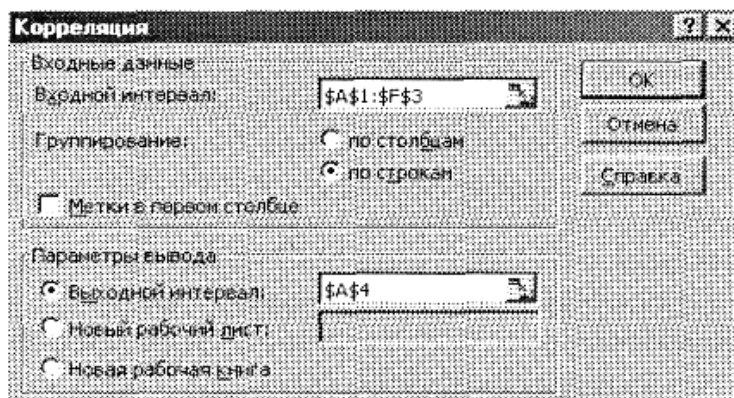 Корреляция
Входные данные
Входной интервал: $A$1:$F$3
Группирование: по столбцам
по строкам
Метки в первом столбце
Параметры вывода
Выходной интервал: $A$4
Новый рабочий лист:
Новая рабочая книга
OK
Отмена
Справка